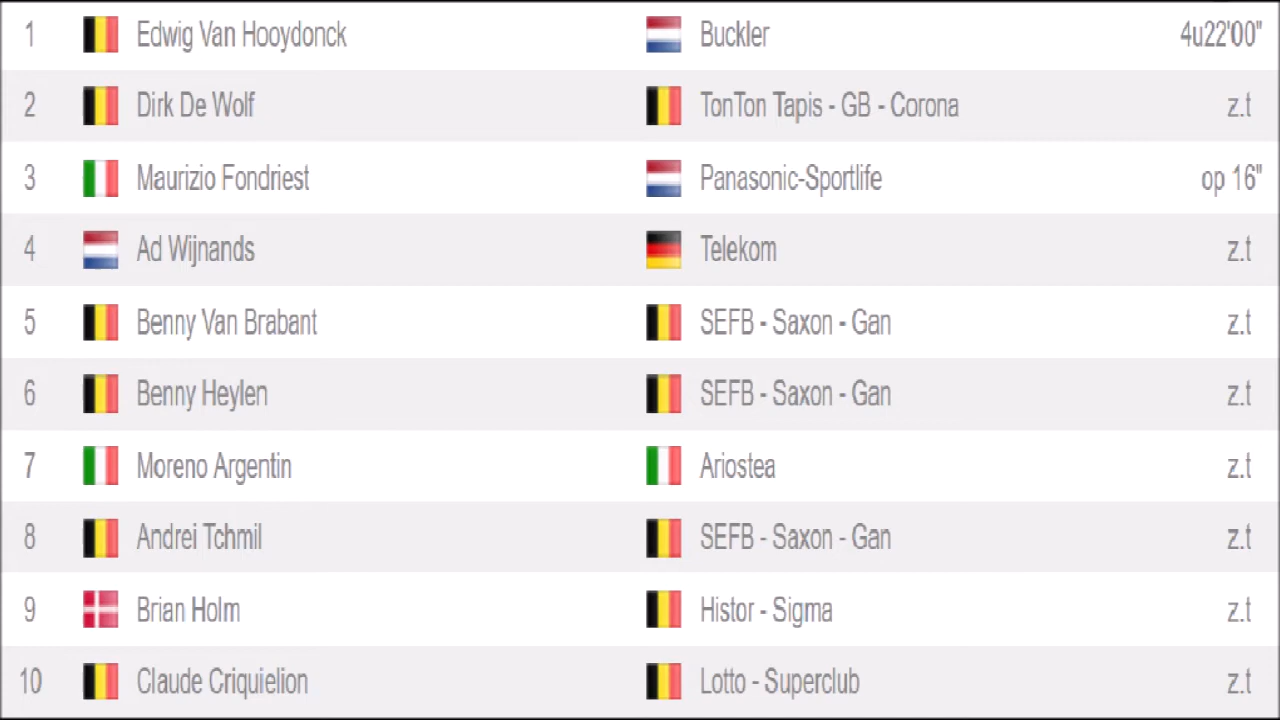 1 Edwig Van Hooydonck Buckler 4u22'00"
2 Dirk De Wolf TonTon Tapis - GB - Corona z.t
3 Maurizio Fondriest Panasonic-Sportlife op 16"
4 Ad Wijnands Telekom z.t
5 Benny Van Brabant SEFB - Saxon - Gan z.t
6 Benny Heylen SEFB - Saxon - Gan z.t
7 Moreno Argentin Ariostea z.t
8 Andrei Tchmil SEFB - Saxon - Gan z.t
9 Brian Holm Histor - Sigma z.t
10 Claude Criquielion Lotto - Superclub z.t